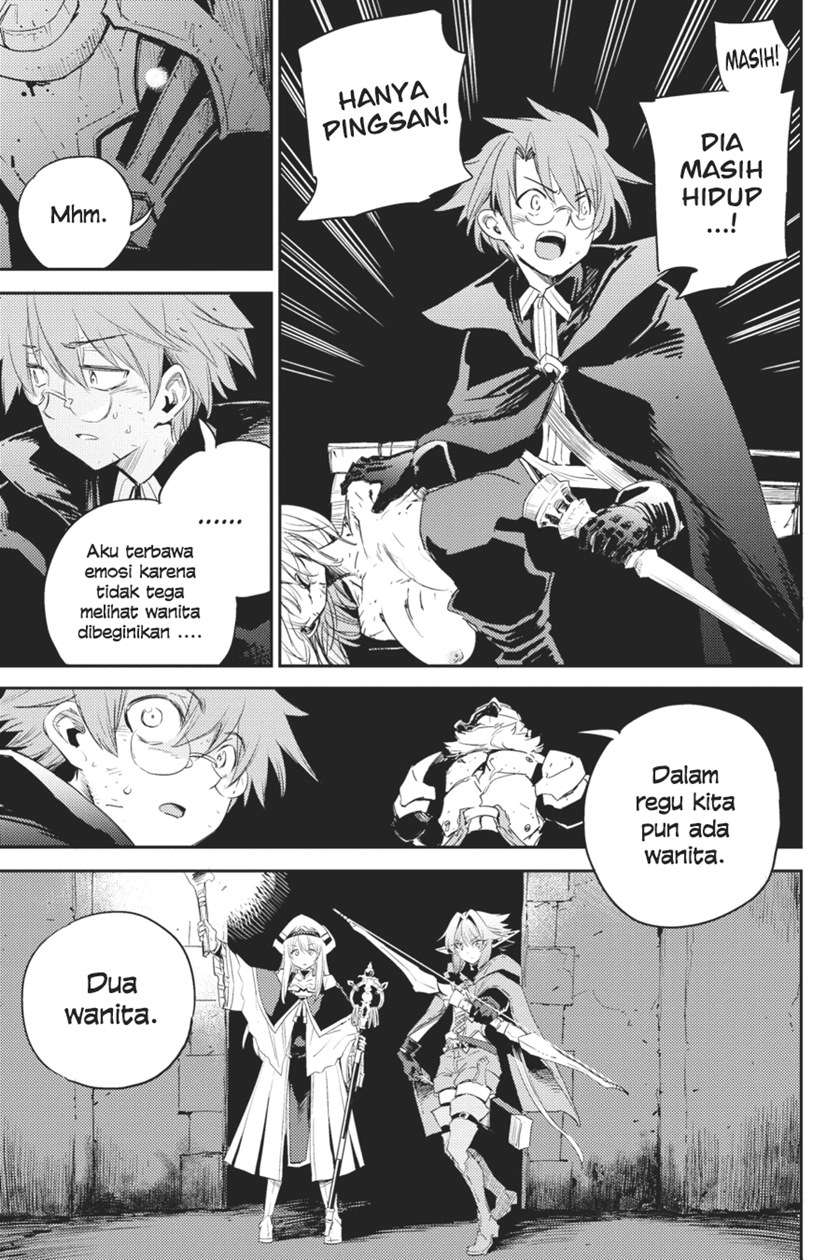 MASIH!
DIA
MASIH
HIDUP
...!
HANYA
PINGSAN!
Mhm.
......
Aku terbawa
emosi karena
tidak tega
melihat wanita
dibeginikan ....
Dalam
regu kita
pun ada
wanita.
Dua
wanita.